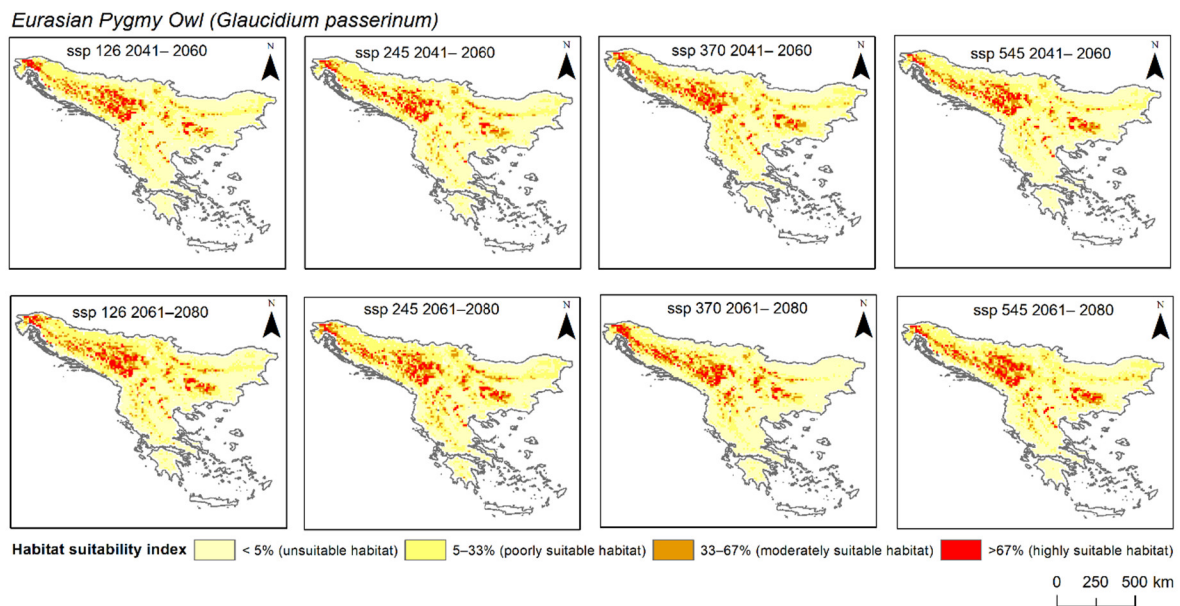 Eurasian Pygmy Owl (Glaucidium passerinum)
ssp 126 2041– 2060
N
ssp 245 2041– 2060
N
ssp 370 2041– 2060
N
ssp 545 2041– 2060
N
ssp 126 2061–2080
N
ssp 245 2061–2080
N
ssp 370 2061–2080
N
ssp 545 2061–2080
N
Habitat suitability index < 5% (unsuitable habitat) 5–33% (poorly suitable habitat) 33–67% (moderately suitable habitat) >67% (highly suitable habitat)
0 250 500 km